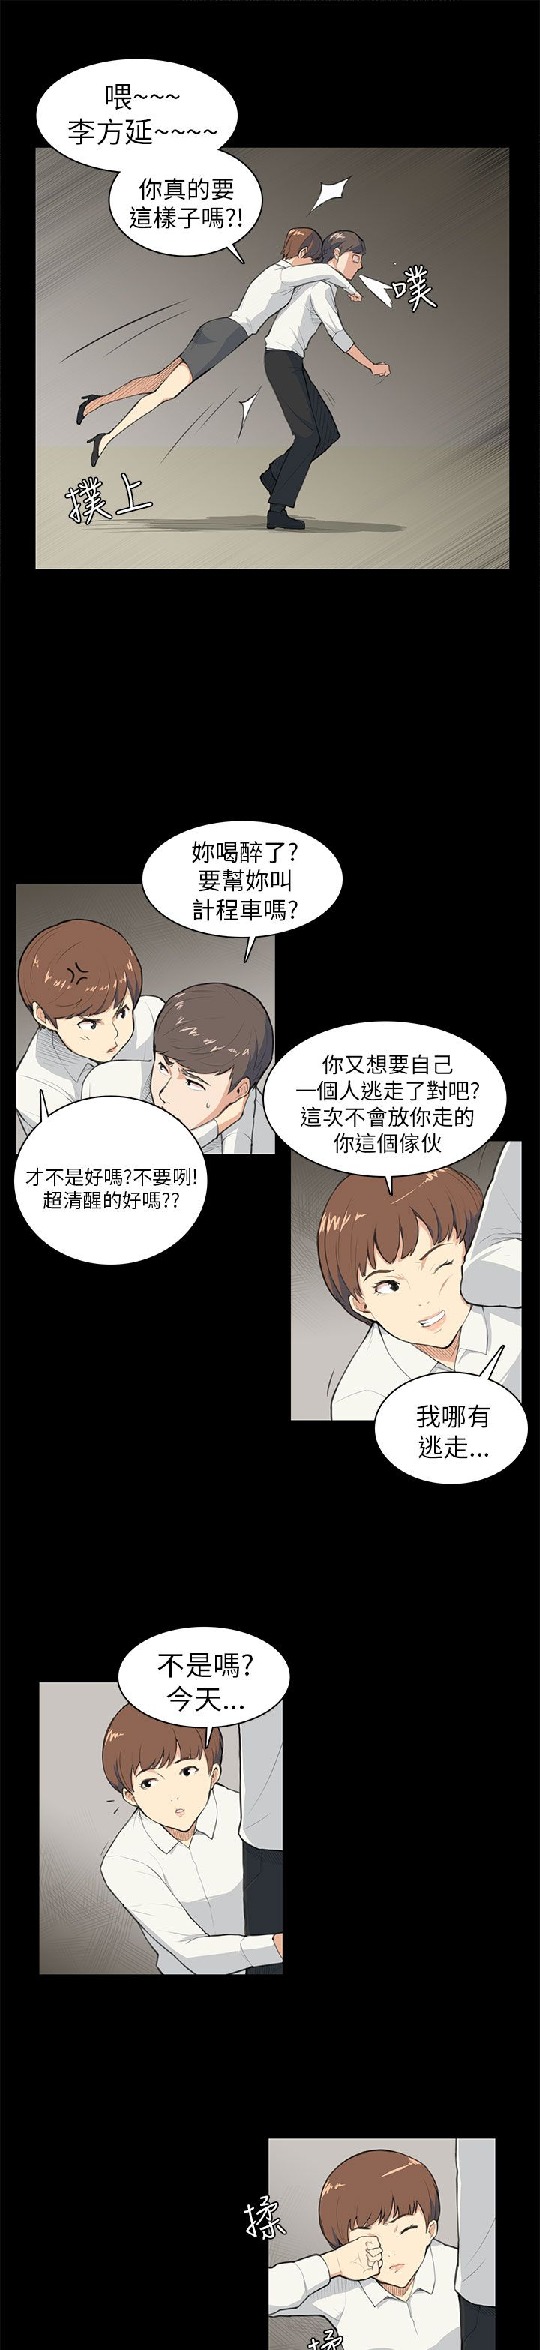 喂~~~
李方延~~~~
你真的要
這樣子嗎?!
噗
撲上
妳喝醉了?
要幫妳叫
計程車嗎?
才不是好嗎?不要咧!
超清醒的好嗎??
你又想要自己
一個人逃走了對吧?
這次不會放你走的
你這個傢伙
我哪有
逃走...
不是嗎?
今天...
揉
揉